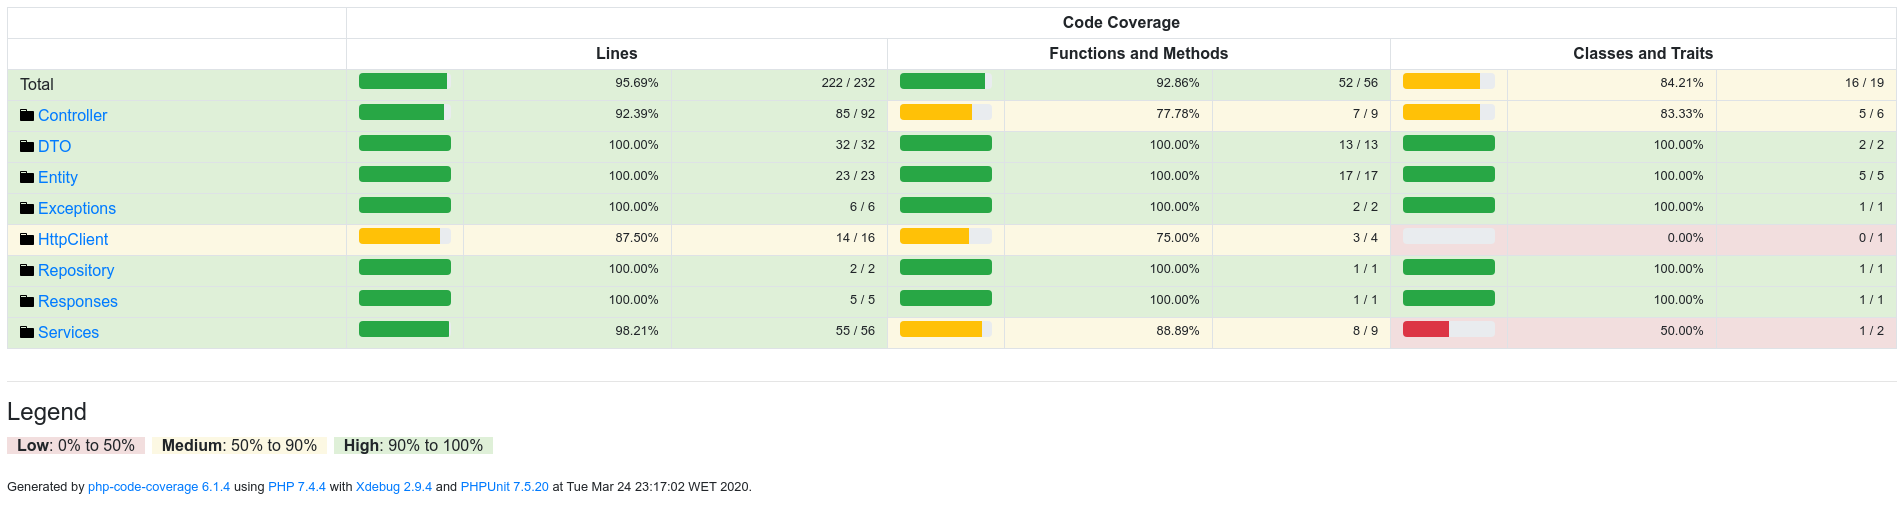 Code Coverage
Lines Functions and Methods Classes and Traits
Total 95.69% 222 / 232 92.86% 52 / 56 84.21% 16 / 19
Controller 92.39% 85 / 92 77.78% 7 / 9 83.33% 5 / 6
DTO 100.00% 32 / 32 100.00% 13 / 13 100.00% 2 / 2
Entity 100.00% 23 / 23 100.00% 17 / 17 100.00% 5 / 5
Exceptions 100.00% 6 / 6 100.00% 2 / 2 100.00% 1 / 1
HttpClient 87.50% 14 / 16 75.00% 3 / 4 0.00% 0 / 1
Repository 100.00% 2 / 2 100.00% 1 / 1 100.00% 1 / 1
Responses 100.00% 5 / 5 100.00% 1 / 1 100.00% 1 / 1
Services 98.21% 55 / 56 88.89% 8 / 9 50.00% 1 / 2
Legend
Low: 0% to 50% Medium: 50% to 90% High: 90% to 100%
Generated by php-code-coverage 6.1.4 using PHP 7.4.4 with Xdebug 2.9.4 and PHPUnit 7.5.20 at Tue Mar 24 23:17:02 WET 2020.